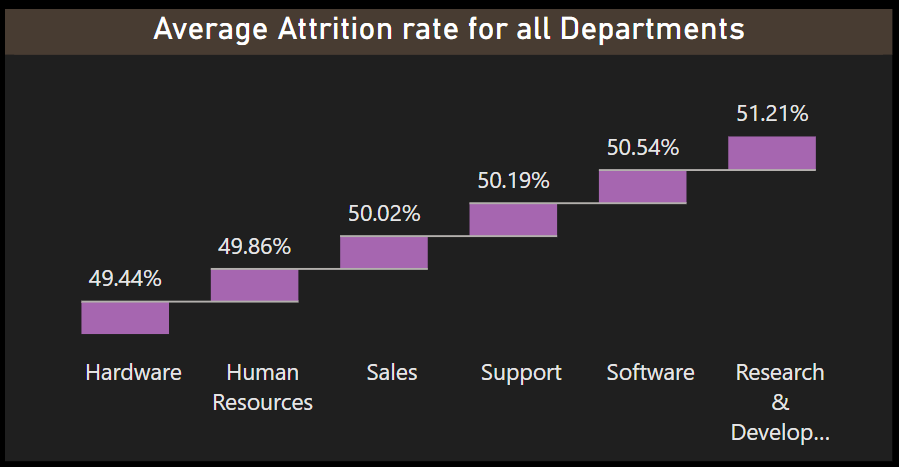 Average Attrition rate for all Departments
51.21%
50.54%
50.19%
50.02%
49.86%
49.44%
Hardware
Human
Resources
Sales
Support
Software
Research
&
Develop...